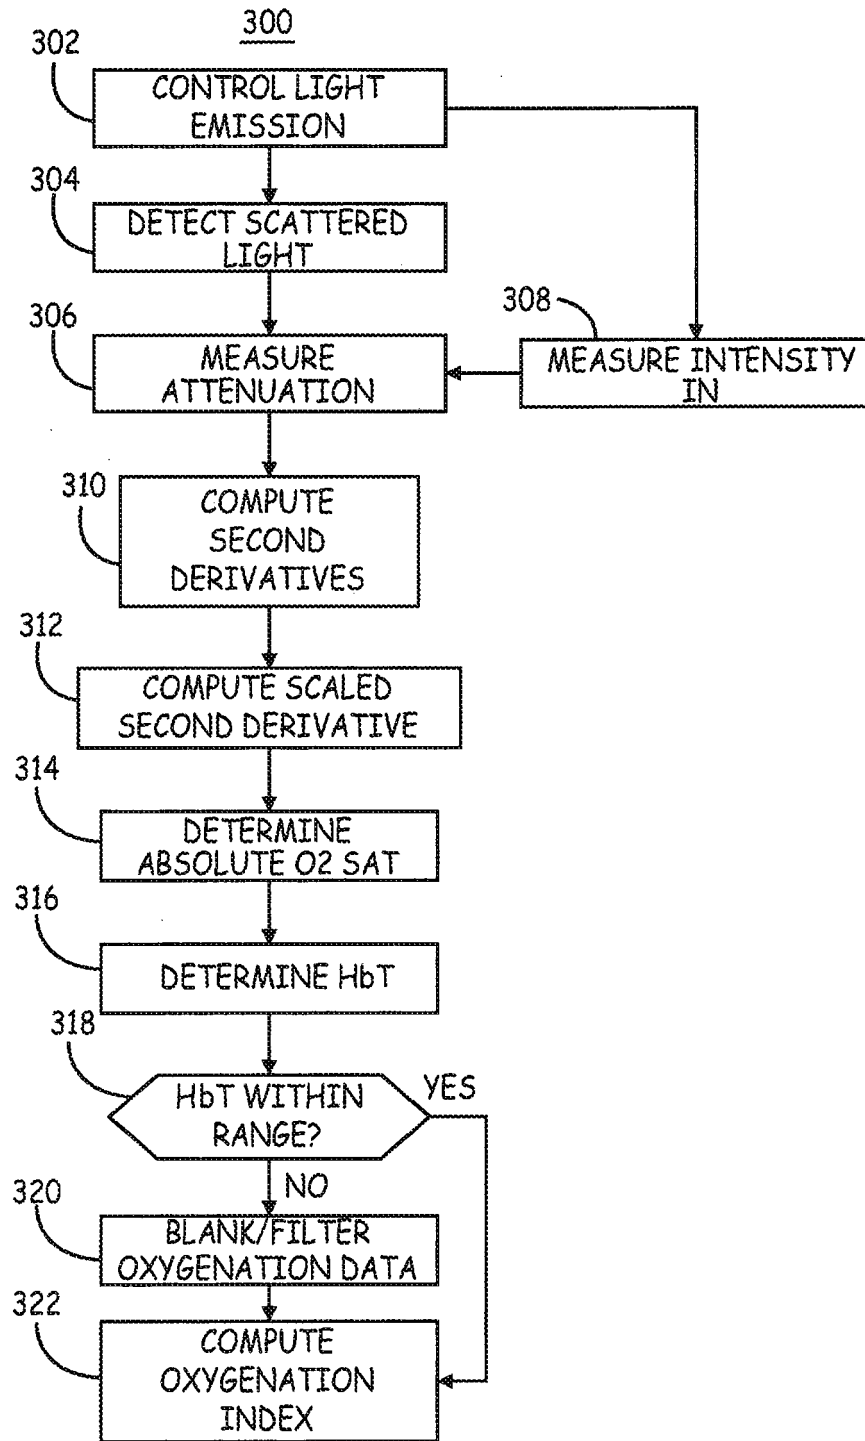 300
302
CONTROL LIGHT
EMISSION
304
DETECT SCATTERED
LIGHT
306
MEASURE
ATTENUATION
308
MEASURE INTENSITY
IN
310
COMPUTE
SECOND
DERIVATIVES
312
COMPUTE SCALED
SECOND DERIVATIVE
314
DETERMINE
ABSOLUTE O2 SAT
316
DETERMINE HbT
318
HbT WITHIN
RANGE?
YES
NO
320
BLANK/FILTER
OXYGENATION DATA
322
COMPUTE
OXYGENATION
INDEX